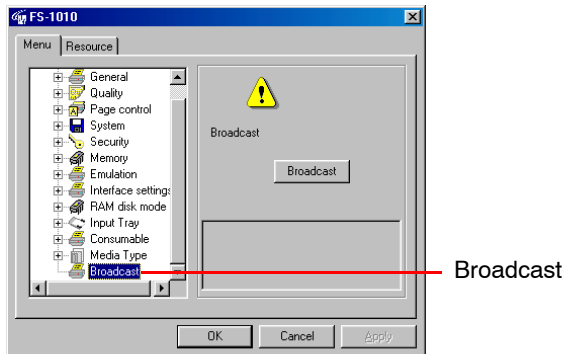 FS-1010
Menu
Resource
General
Quality
Page control
System
Security
Memory
Emulation
Interface settings
RAM disk mode
Input Tray
Consumable
Media Type
Broadcast
Broadcast
Broadcast
Broadcast
OK
Cancel
Apply